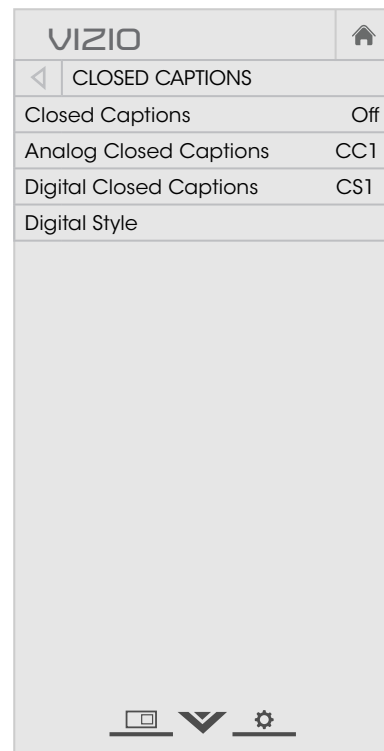 VIZIO
CLOSED CAPTIONS
Closed Captions Off
Analog Closed Captions CC1
Digital Closed Captions CS1
Digital Style